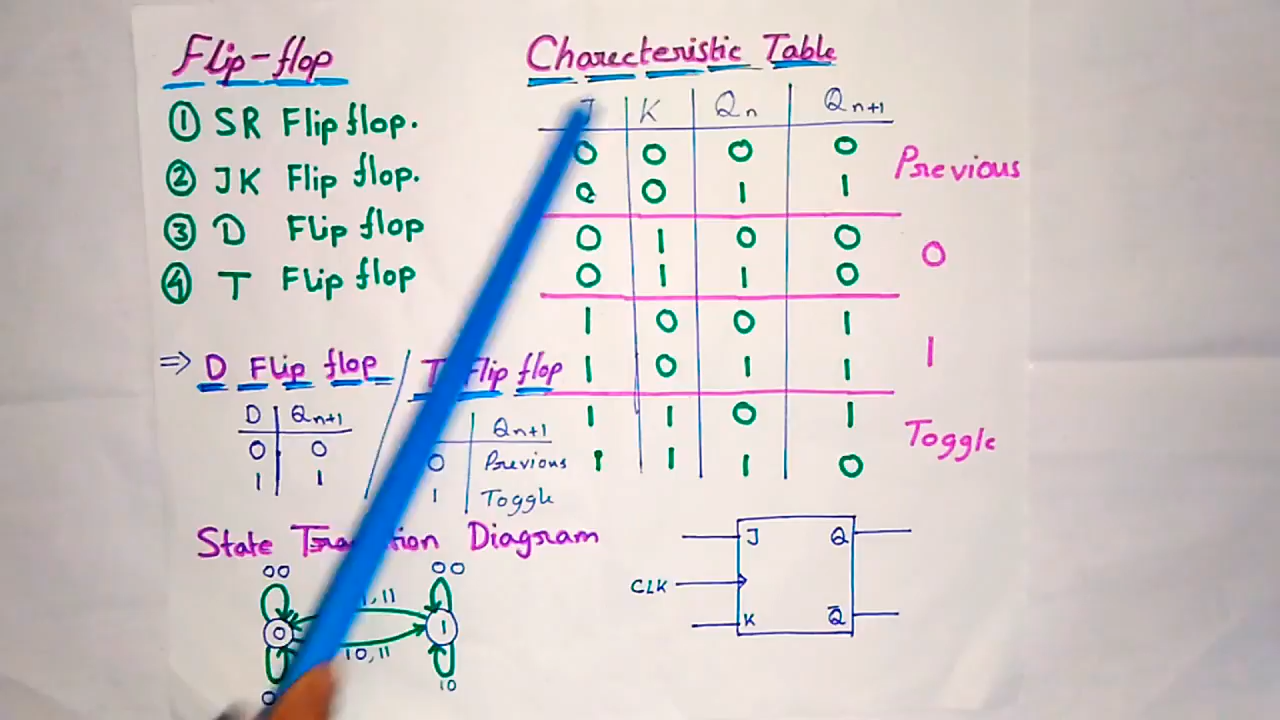 Flip-flop
① SR Flip flop.
② JK Flip flop.
③ D Flip flop
④ T Flip flop
Charecteristic Table
J K Qn Qn+1
0 0 0 0
0 0 1 1
Previous
0 1 0 0
0 1 1 0
0
1 0 0 1
1 0 1 1
1
1 1 0 1
1 1 1 0
Toggle
⇒ D Flip flop / T Flip flop
D Qn+1
0 0
1 1
Qn+1
0 Previous
1 Toggle
State Diagram
00 00
,11
0 1
10,11
10
J Q
CLK
K Q̅